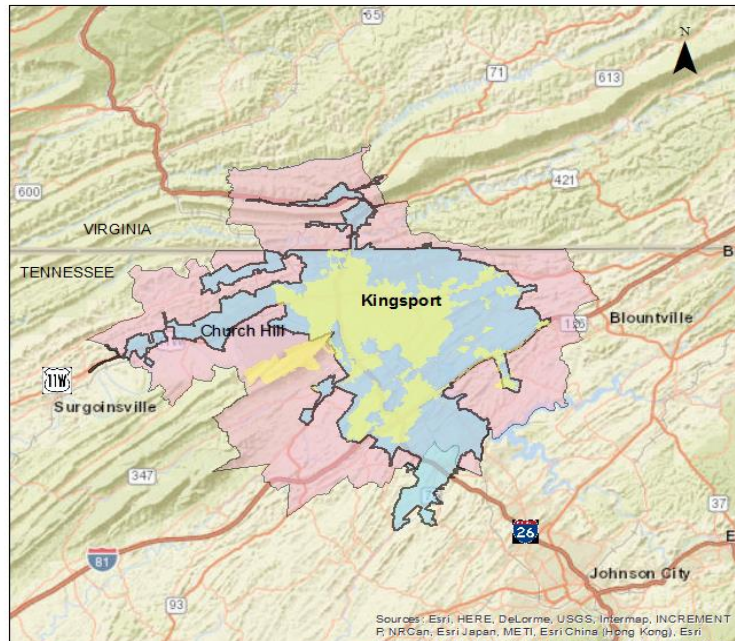 65
N
71
613
600
421
VIRGINIA
TENNESSEE
B
Kingsport
126
Church Hill
Blountville
11W
Surgoinsville
347
37
26
E
81
Johnson City
93
Sources: Esri, HERE, DeLorme, USGS, Intermap, INCREMENT
P, NRCan, Esri Japan, METI, Esri China (Hong Kong), Esri